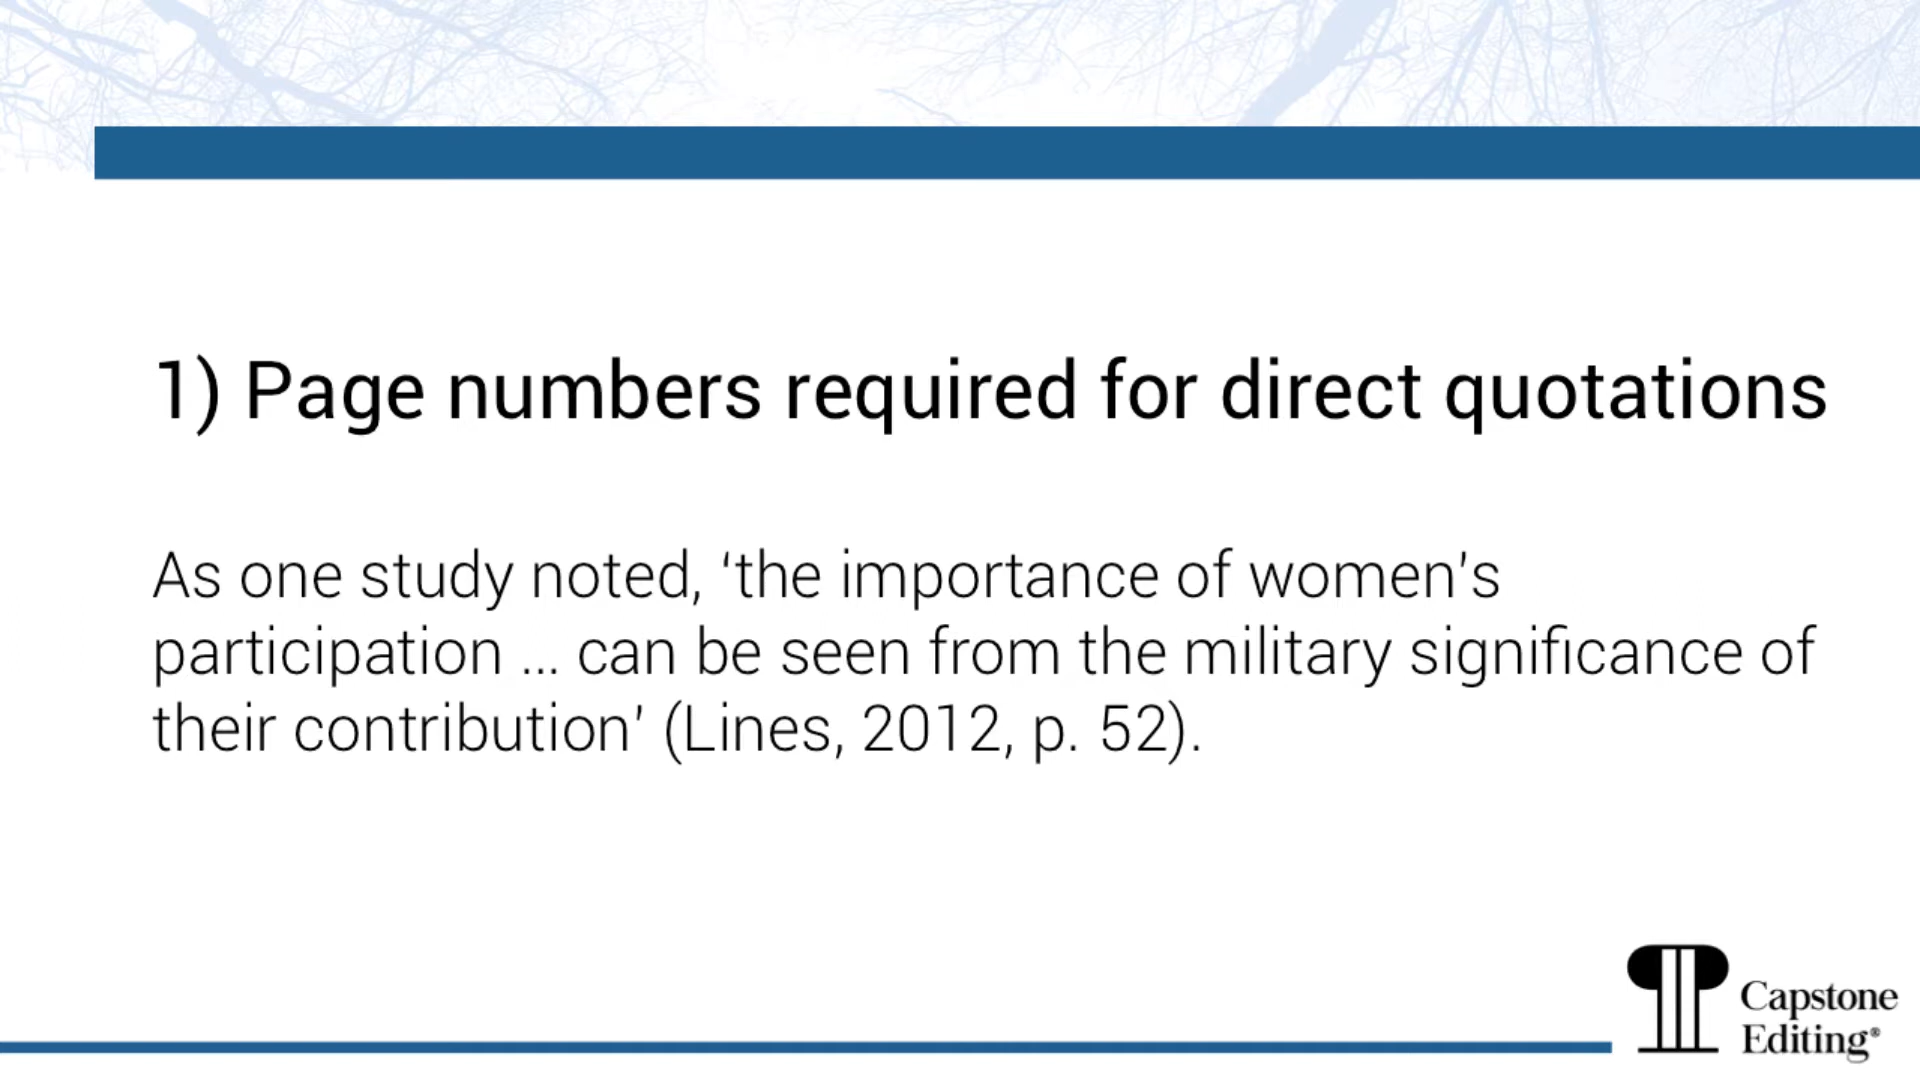 1) Page numbers required for direct quotations
As one study noted, ‘the importance of women’s
participation ... can be seen from the military significance of
their contribution’ (Lines, 2012, p. 52).
Capstone
Editing®